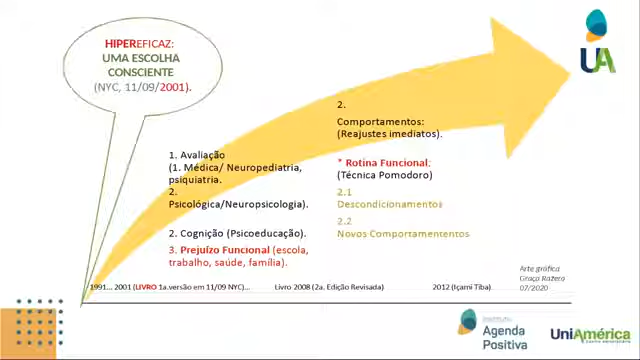 HIPEREFICAZ:
UMA ESCOLHA
CONSCIENTE
(NYC, 11/09/2001).
UA
2.
Comportamentos:
(Reajustes imediatos).
1. Avaliação
(1. Médica/ Neuropediatria,
psiquiatria.
2.
Psicológica/Neuropsicologia).
2. Cognição (Psicoeducação).
3. Prejuízo Funcional (escola,
trabalho, saúde, família).
* Rotina Funcional;
(Técnica Pomodoro)
2.1
Descondicionamentos
2.2
Novos Comportamententos
Arte gráfica
Graça Razera
07/2020
1991... 2001 (LIVRO 1a.versão em 11/09 NYC)... Livro 2008 (2a. Edição Revisada) 2012 (Içami Tiba)
Agenda
Positiva
UniAmérica